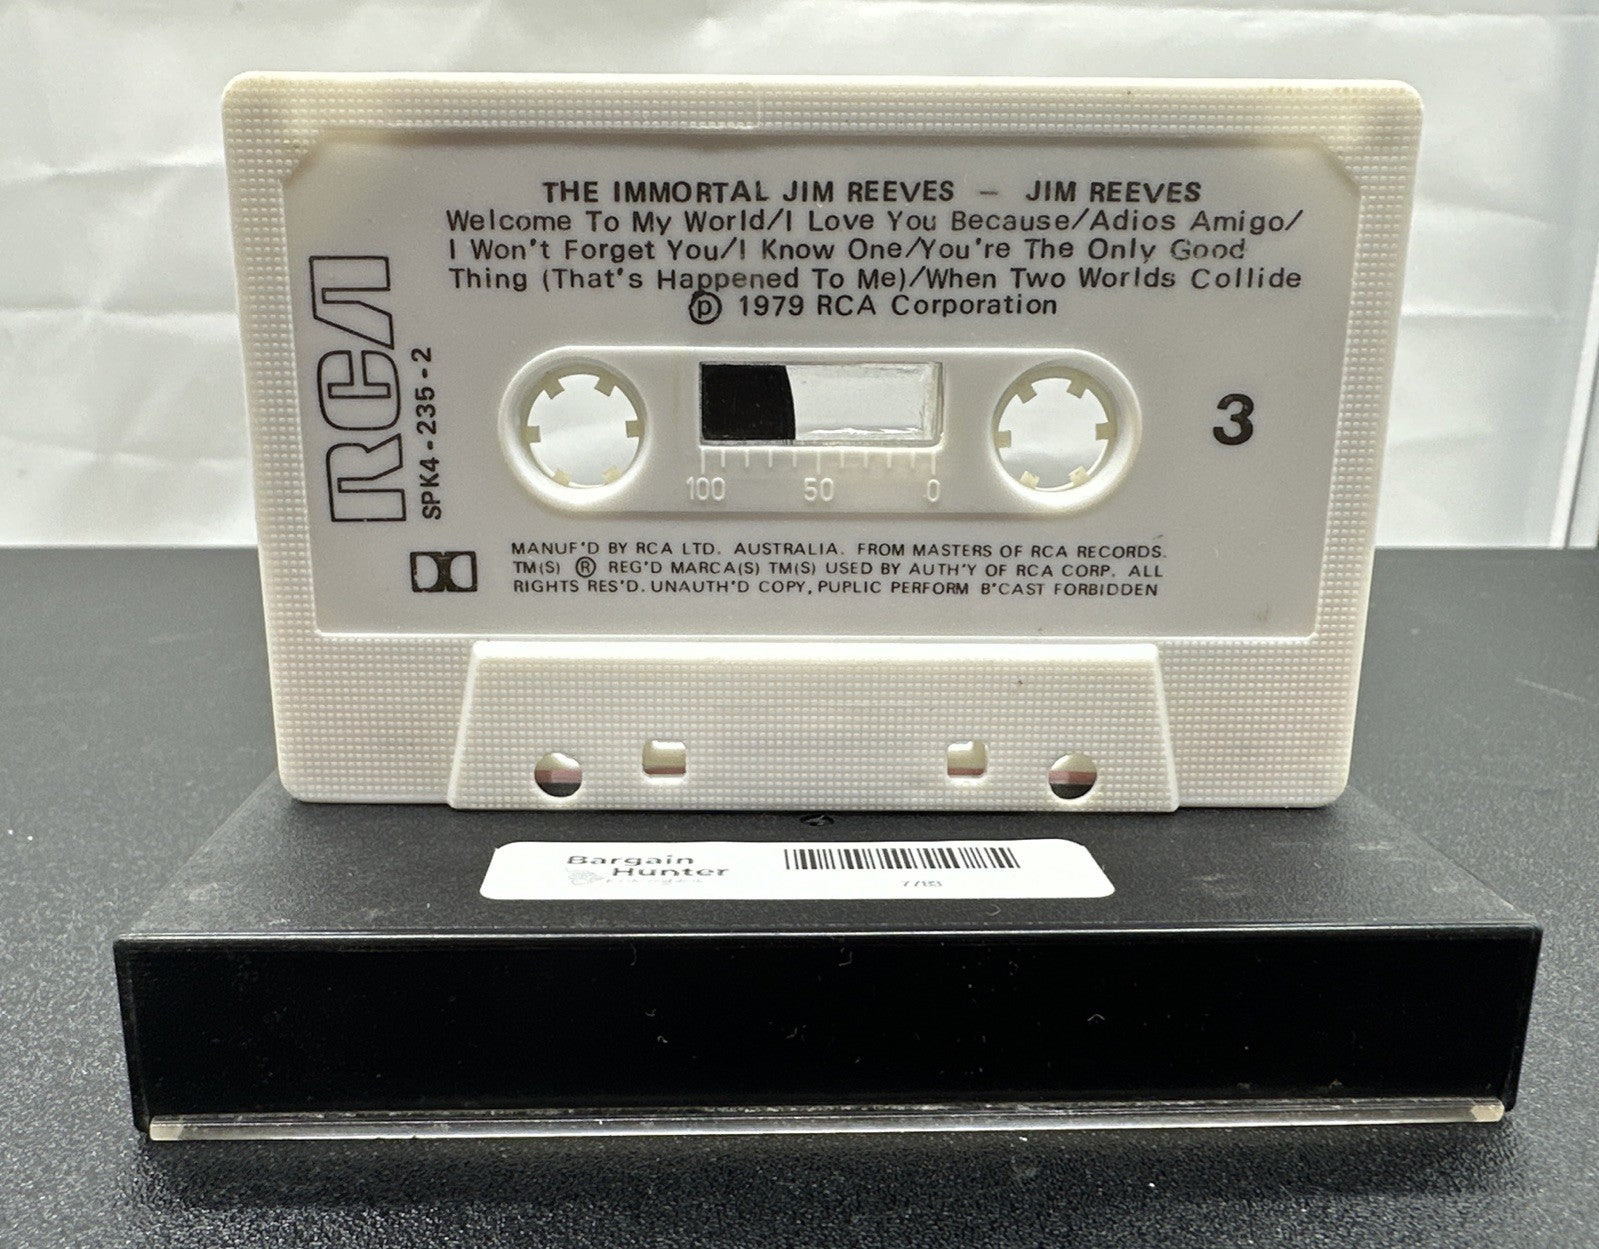 THE IMMORTAL JIM REEVES – JIM REEVES
Welcome To My World/I Love You Because/Adios Amigo/
I Won't Forget You/I Know One/You're The Only Good
Thing (That's Happened To Me)/When Two Worlds Collide
Ⓟ 1979 RCA Corporation
RCA
SPK4-235-2
3
100 50 0
MANUF'D BY RCA LTD. AUSTRALIA. FROM MASTERS OF RCA RECORDS.
TM(S) ® REG'D MARCA(S) TM(S) USED BY AUTH'Y OF RCA CORP. ALL
RIGHTS RES'D. UNAUTH'D COPY, PUPLIC PERFORM B'CAST FORBIDDEN
Bargain
Hunter